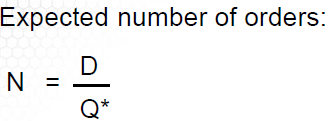 Expected number of orders:
N = D
Q*